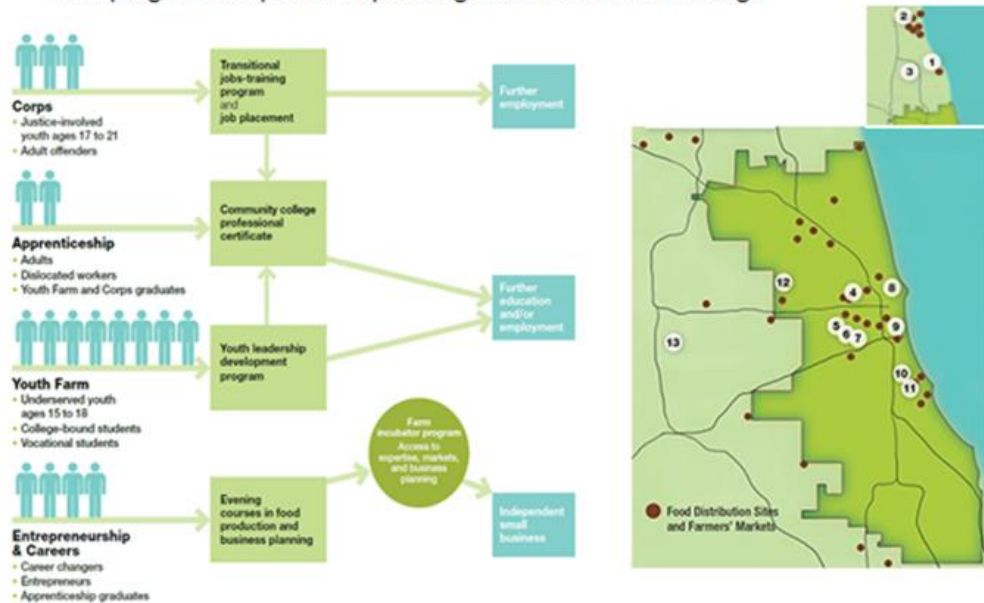 Transitional
jobs-training
program
and
job placement
Further
employment
Corps
• Justice-involved
youth ages 17 to 21
• Adult offenders
Community college
professional
certificate
Apprenticeship
• Adults
• Dislocated workers
• Youth Farm and Corps graduates
Further
education
and/or
employment
Youth leadership
development
program
Youth Farm
• Underserved youth
ages 15 to 18
• College-bound students
• Vocational students
Farm
incubator program
Access to
expertise, markets,
and business
planning
Evening
courses in food
production and
business planning
Independent
small
business
Entrepreneurship
& Careers
• Career changers
• Entrepreneurs
• Apprenticeship graduates
2
1
3
12
4
8
5
6
7
9
13
10
11
Food Distribution Sites
and Farmers' Markets